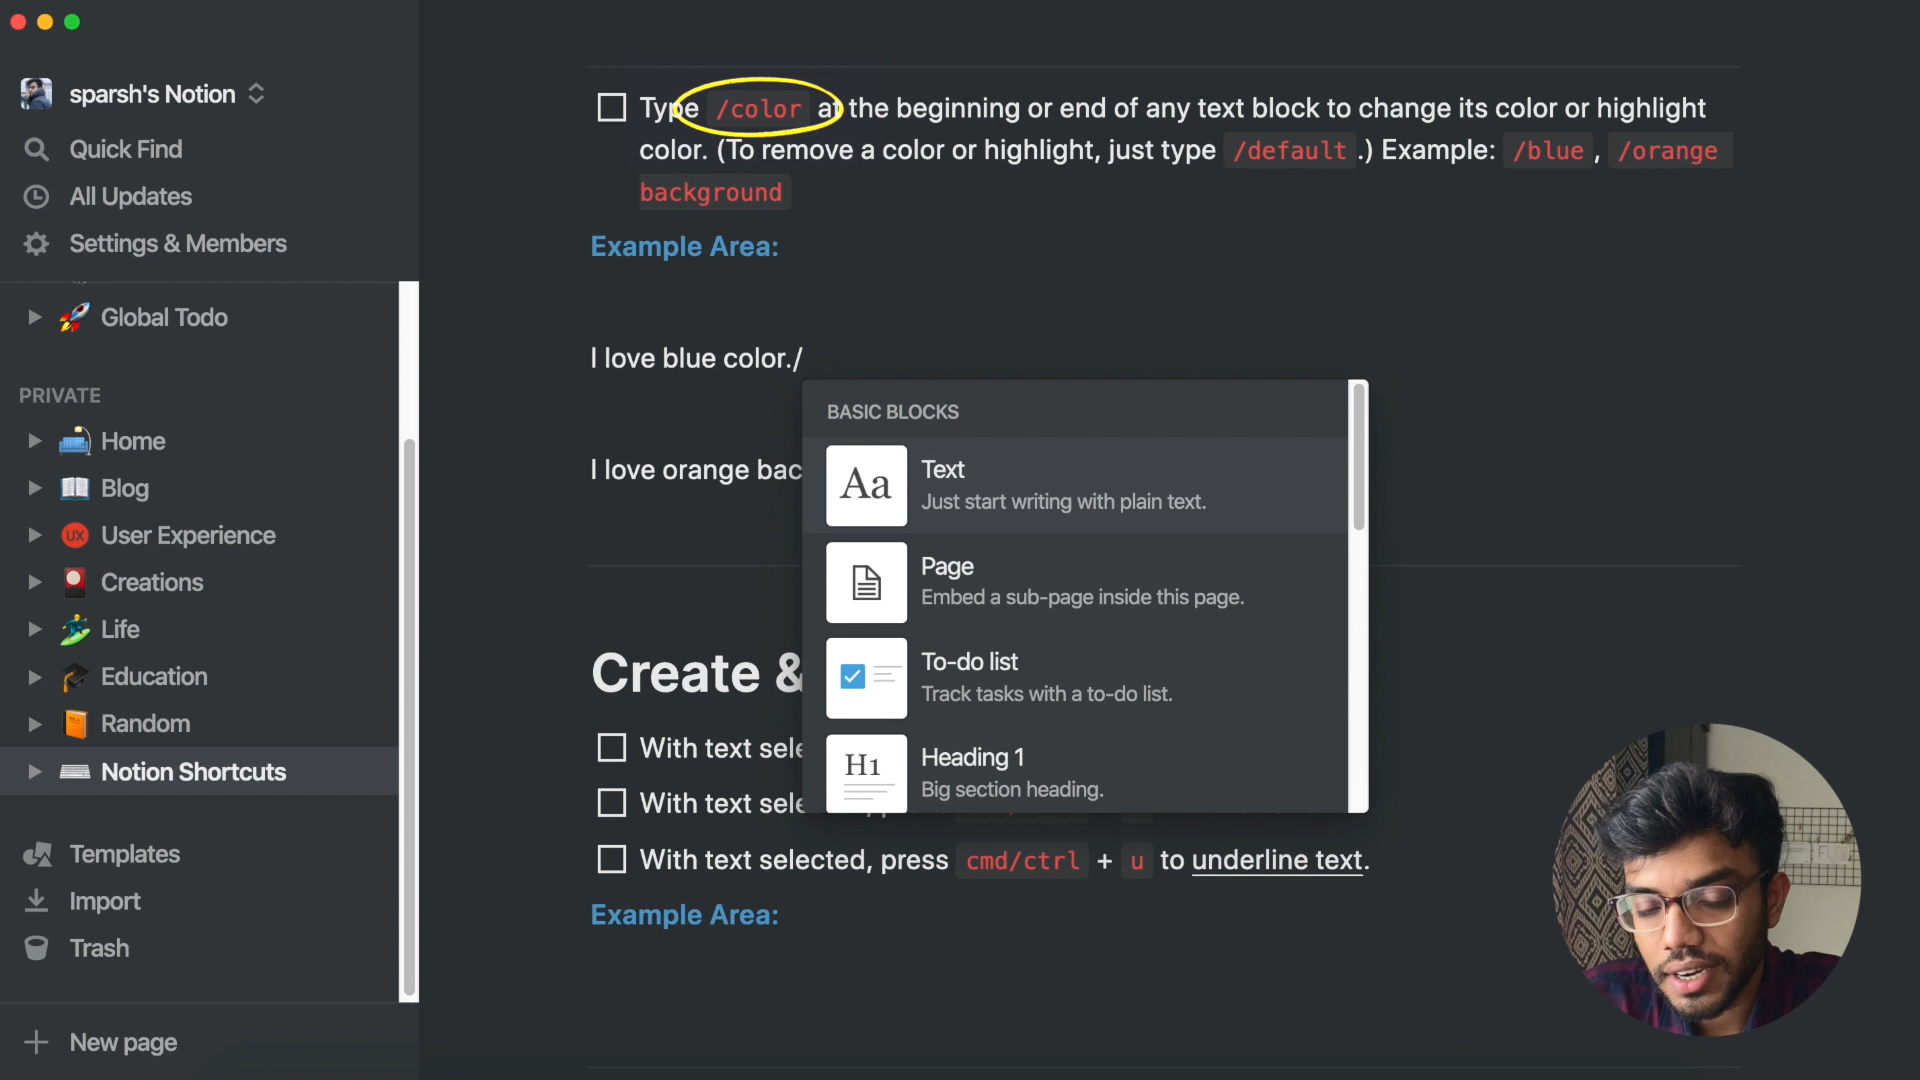 sparsh's Notion
Quick Find
All Updates
Settings & Members
Global Todo
PRIVATE
Home
Blog
UX
User Experience
Creations
Life
Education
Random
Notion Shortcuts
Templates
Import
Trash
New page
Type /color at the beginning or end of any text block to change its color or highlight
color. (To remove a color or highlight, just type /default .) Example: /blue , /orange
background
Example Area:
I love blue color./
I love orange bac
BASIC BLOCKS
Aa
Text
Just start writing with plain text.
Page
Embed a sub-page inside this page.
To-do list
Track tasks with a to-do list.
H1
Heading 1
Big section heading.
Create &
With text sele
With text sele
With text selected, press cmd/ctrl + u to underline text.
Example Area: